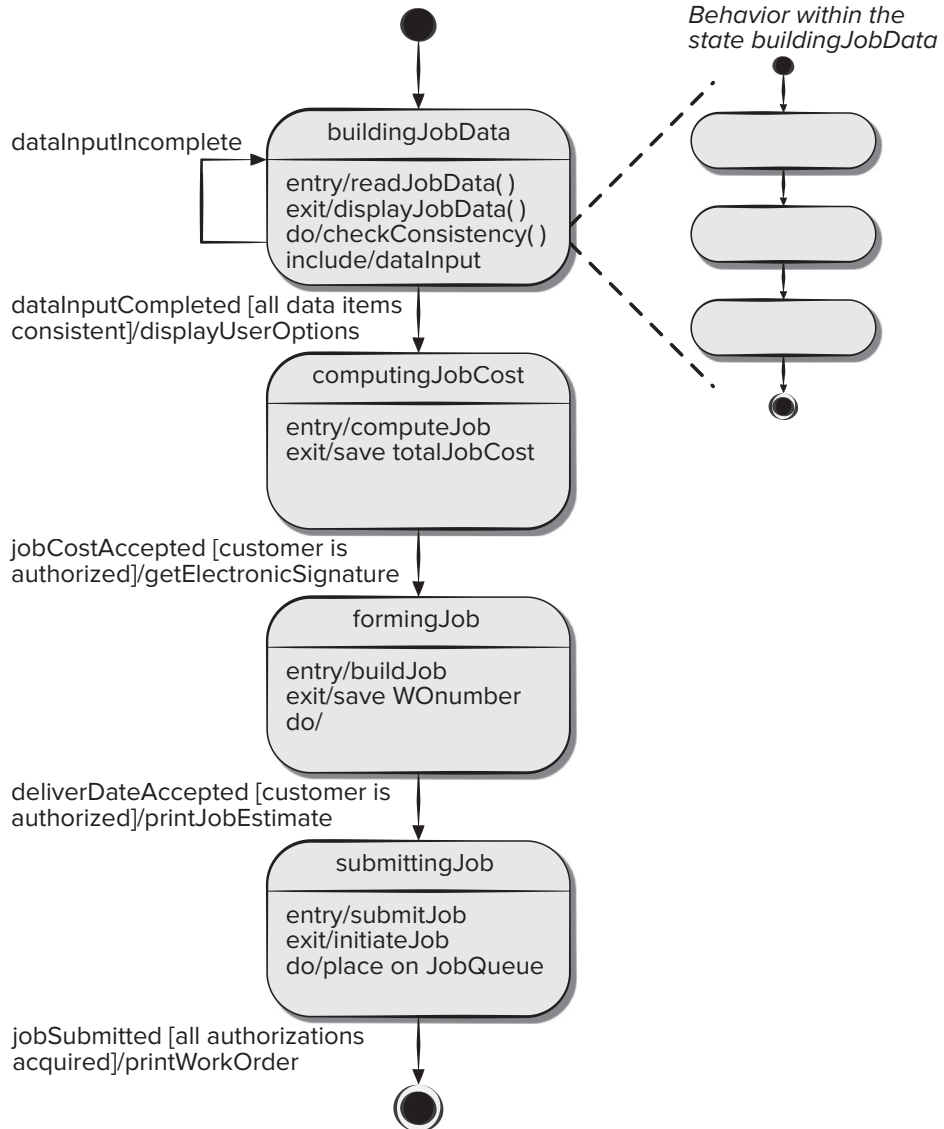 Behavior within the
state buildingJobData
dataInputIncomplete
buildingJobData
entry/readJobData( )
exit/displayJobData( )
do/checkConsistency( )
include/dataInput
dataInputCompleted [all data items
consistent]/displayUserOptions
computingJobCost
entry/computeJob
exit/save totalJobCost
jobCostAccepted [customer is
authorized]/getElectronicSignature
formingJob
entry/buildJob
exit/save WOnumber
do/
deliverDateAccepted [customer is
authorized]/printJobEstimate
submittingJob
entry/submitJob
exit/initiateJob
do/place on JobQueue
jobSubmitted [all authorizations
acquired]/printWorkOrder